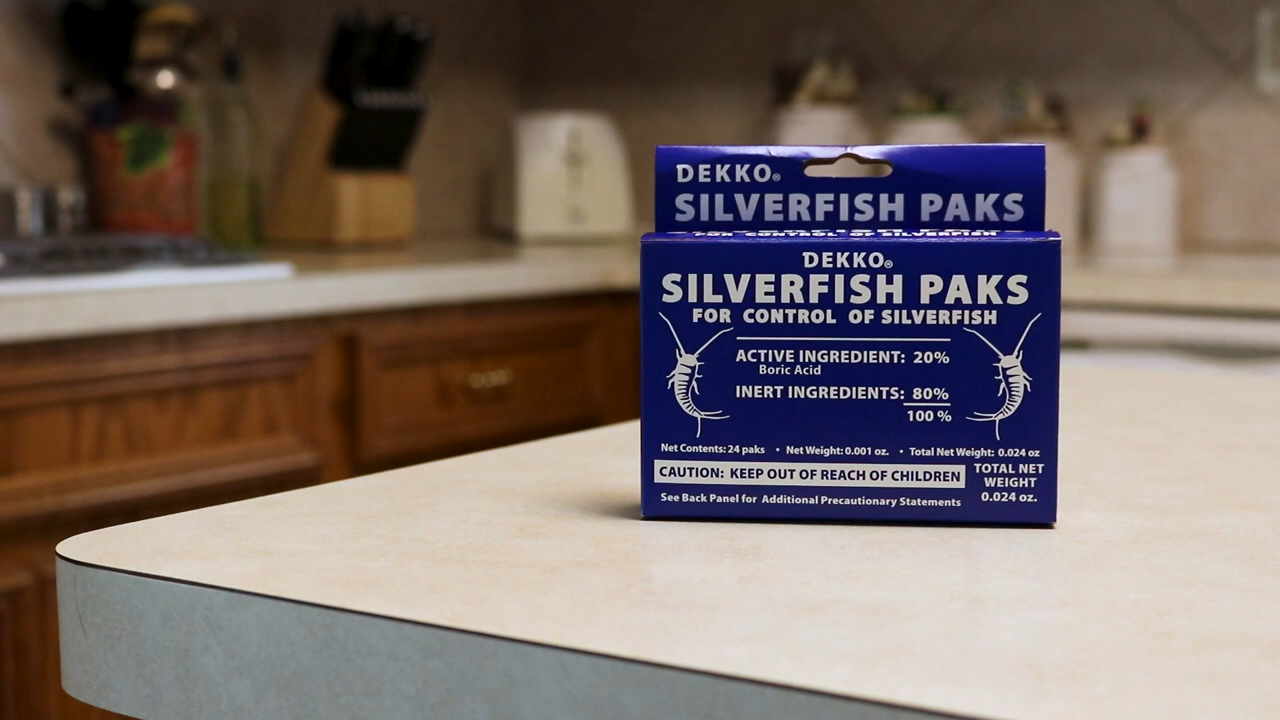 DEKKO®
SILVERFISH PAKS
FOR CONTROL OF SILVERFISH
DEKKO®
SILVERFISH PAKS
FOR CONTROL OF SILVERFISH
ACTIVE INGREDIENT: 20%
Boric Acid
INERT INGREDIENTS: 80%
100 %
Net Contents: 24 paks • Net Weight: 0.001 oz. • Total Net Weight: 0.024 oz
CAUTION: KEEP OUT OF REACH OF CHILDREN
See Back Panel for Additional Precautionary Statements
TOTAL NET
WEIGHT
0.024 oz.